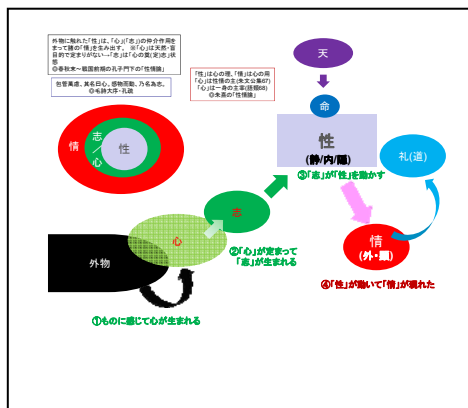 外物に触れた「性」は、「心」(「志」)の仲介作用を
まって諸の「情」を生み出す。 ※「心」は天然・盲
目的で定まりがない→「志」は「心の奠(定)志」状
態
◎春秋末～戦国前期の孔子門下の「性情論」
包管萬慮、其名曰心、感物而動、乃名為志。
◎毛詩大序・孔疏
「性」は心の理、「情」は心の用
「心」は性情の主(朱文公集67)
「心」は一身の主宰(語類68)
◎朱熹の「性情論」
天
命
性
(静/内/隠)
礼(道)
情
志
/
心
性
③「志」が「性」を動かす
志
心
②「心」が定まって
「志」が生まれる
外物
情
(外・顕)
①ものに感じて心が生まれる
④「性」が動いて「情」が現れた